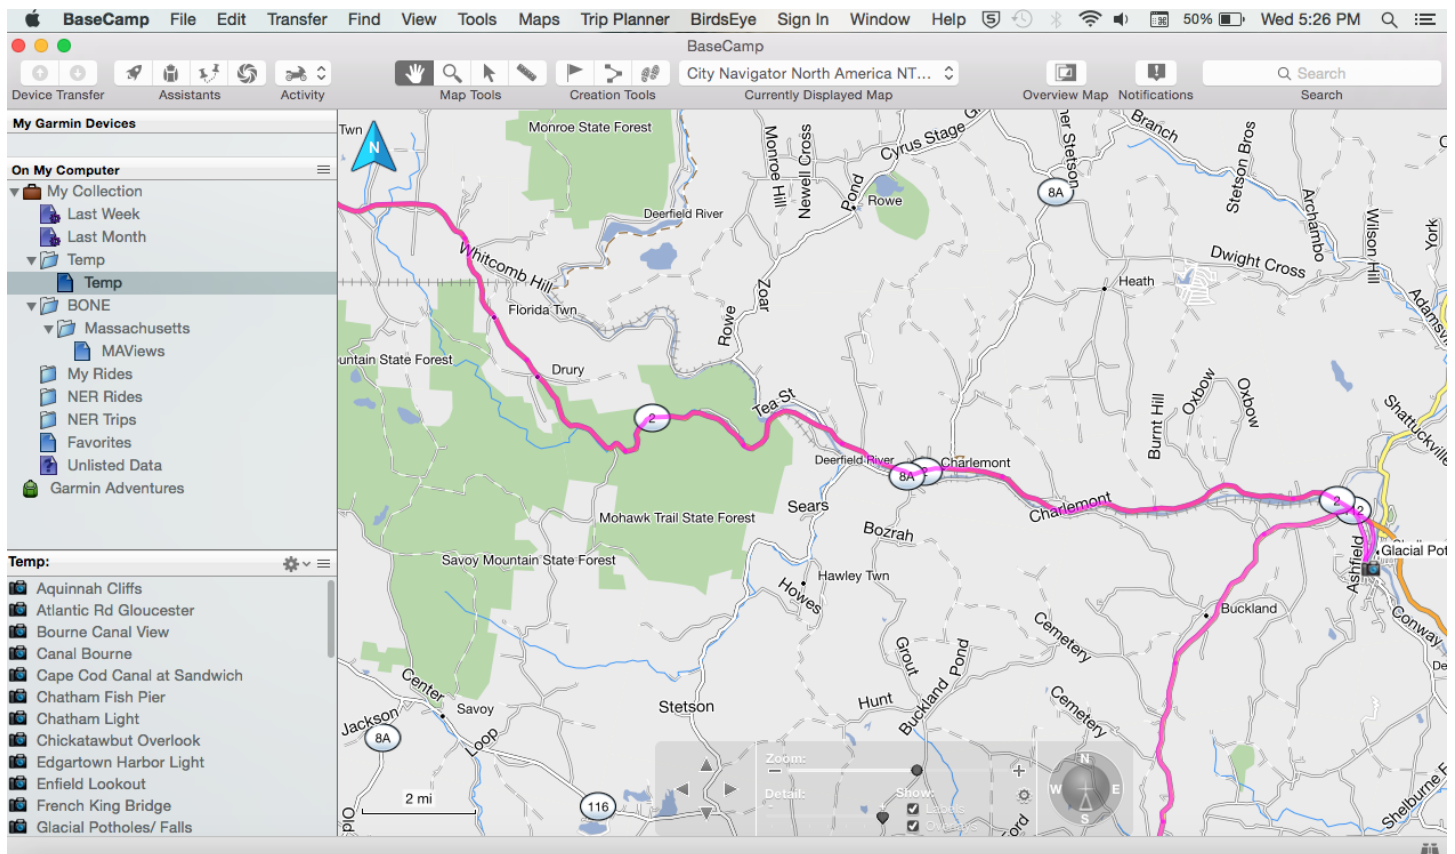 BaseCamp File Edit Transfer Find View Tools Maps Trip Planner BirdsEye Sign In Window Help 50% Wed 5:26 PM
BaseCamp
City Navigator North America NT...
Search
Device Transfer Assistants Activity Map Tools Creation Tools Currently Displayed Map Overview Map Notifications Search
My Garmin Devices
On My Computer
My Collection
Last Week
Last Month
Temp
Temp
BONE
Massachusetts
MAViews
My Rides
NER Rides
NER Trips
Favorites
Unlisted Data
Garmin Adventures
Temp:
Aquinnah Cliffs
Atlantic Rd Gloucester
Bourne Canal View
Canal Bourne
Cape Cod Canal at Sandwich
Chatham Fish Pier
Chatham Light
Chickatawbut Overlook
Edgartown Harbor Light
Enfield Lookout
French King Bridge
Glacial Potholes/ Falls
Twn
N
Monroe State Forest
Monroe Hill
Newell Cross
Cyrus Stage
Pond
Rowe
8A
Stetson
Branch
Stetson Bros
Archambo
Wilson Hill
York
Deerfield River
Whitcomb Hill
Dwight Cross
Heath
Adamsv
Florida Twn
Zoar
Rowe
untain State Forest
Drury
2
Tea St
Burnt Hill
Oxbow
Oxbow
Shattuckville
Deerfield River
8A
2
Charlemont
Charlemont
2
2
Mohawk Trail State Forest
Sears
Bozrah
Ashfield
Glacial Pot
Savoy Mountain State Forest
Hawley Twn
Howes
Buckland
Conway
Cemetery
Grout
Pond
Buckland
Hunt
Cemetery
Center
Savoy
Jackson
8A
Loop
Stetson
2 mi
116
Zoom:
Detail:
Show:
Labels
Overlays
N
W
E
S
Ford
Shelburne F